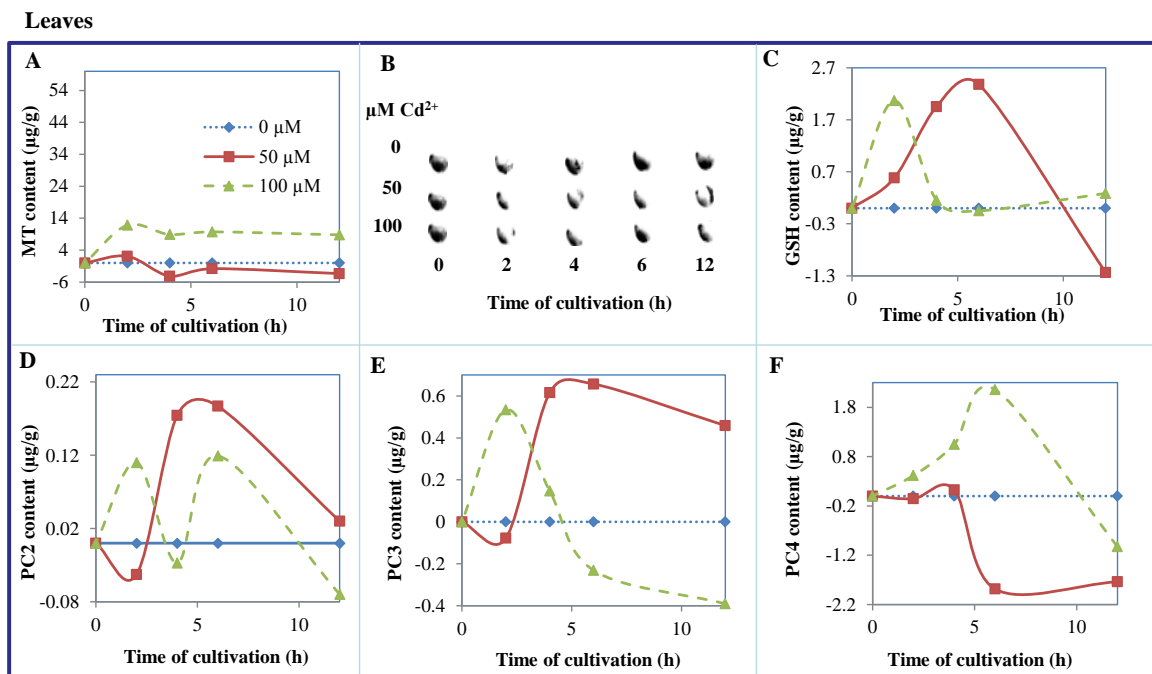 Leaves
A
MT content (µg/g)
54
44
34
24
14
4
-6
0 µM
50 µM
100 µM
0
5
10
Time of cultivation (h)
B
µM Cd²⁺
0
50
100
0
2
4
6
12
Time of cultivation (h)
C
GSH content (µg/g)
2.7
1.7
0.7
-0.3
-1.3
0
5
10
Time of cultivation (h)
D
PC2 content (µg/g)
0.22
0.12
0.02
-0.08
0
5
10
Time of cultivation (h)
E
PC3 content (µg/g)
0.6
0.4
0.2
0
-0.2
-0.4
0
5
10
Time of cultivation (h)
F
PC4 content (µg/g)
1.8
0.8
-0.2
-1.2
-2.2
0
5
10
Time of cultivation (h)